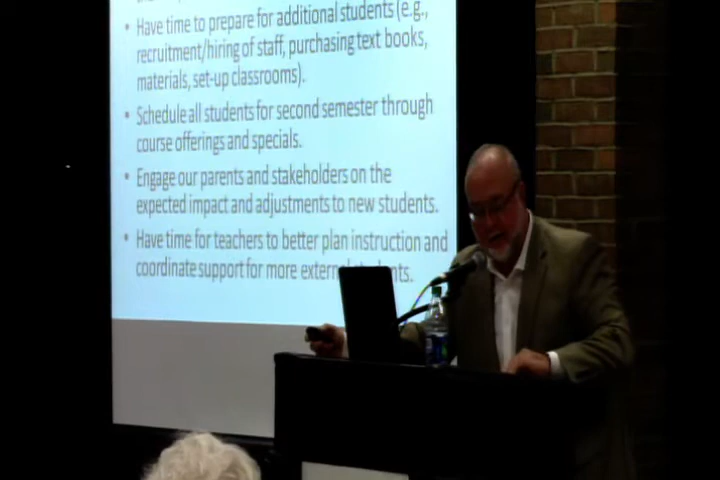 • Have time to prepare for additional students (e.g.,
recruitment/hiring of staff, purchasing text books,
materials, set-up classrooms).
• Schedule all students for second semester through
course offerings and specials.
• Engage our parents and stakeholders on the
expected impact and adjustments to new students.
• Have time for teachers to better plan instruction and
coordinate support for more external students.